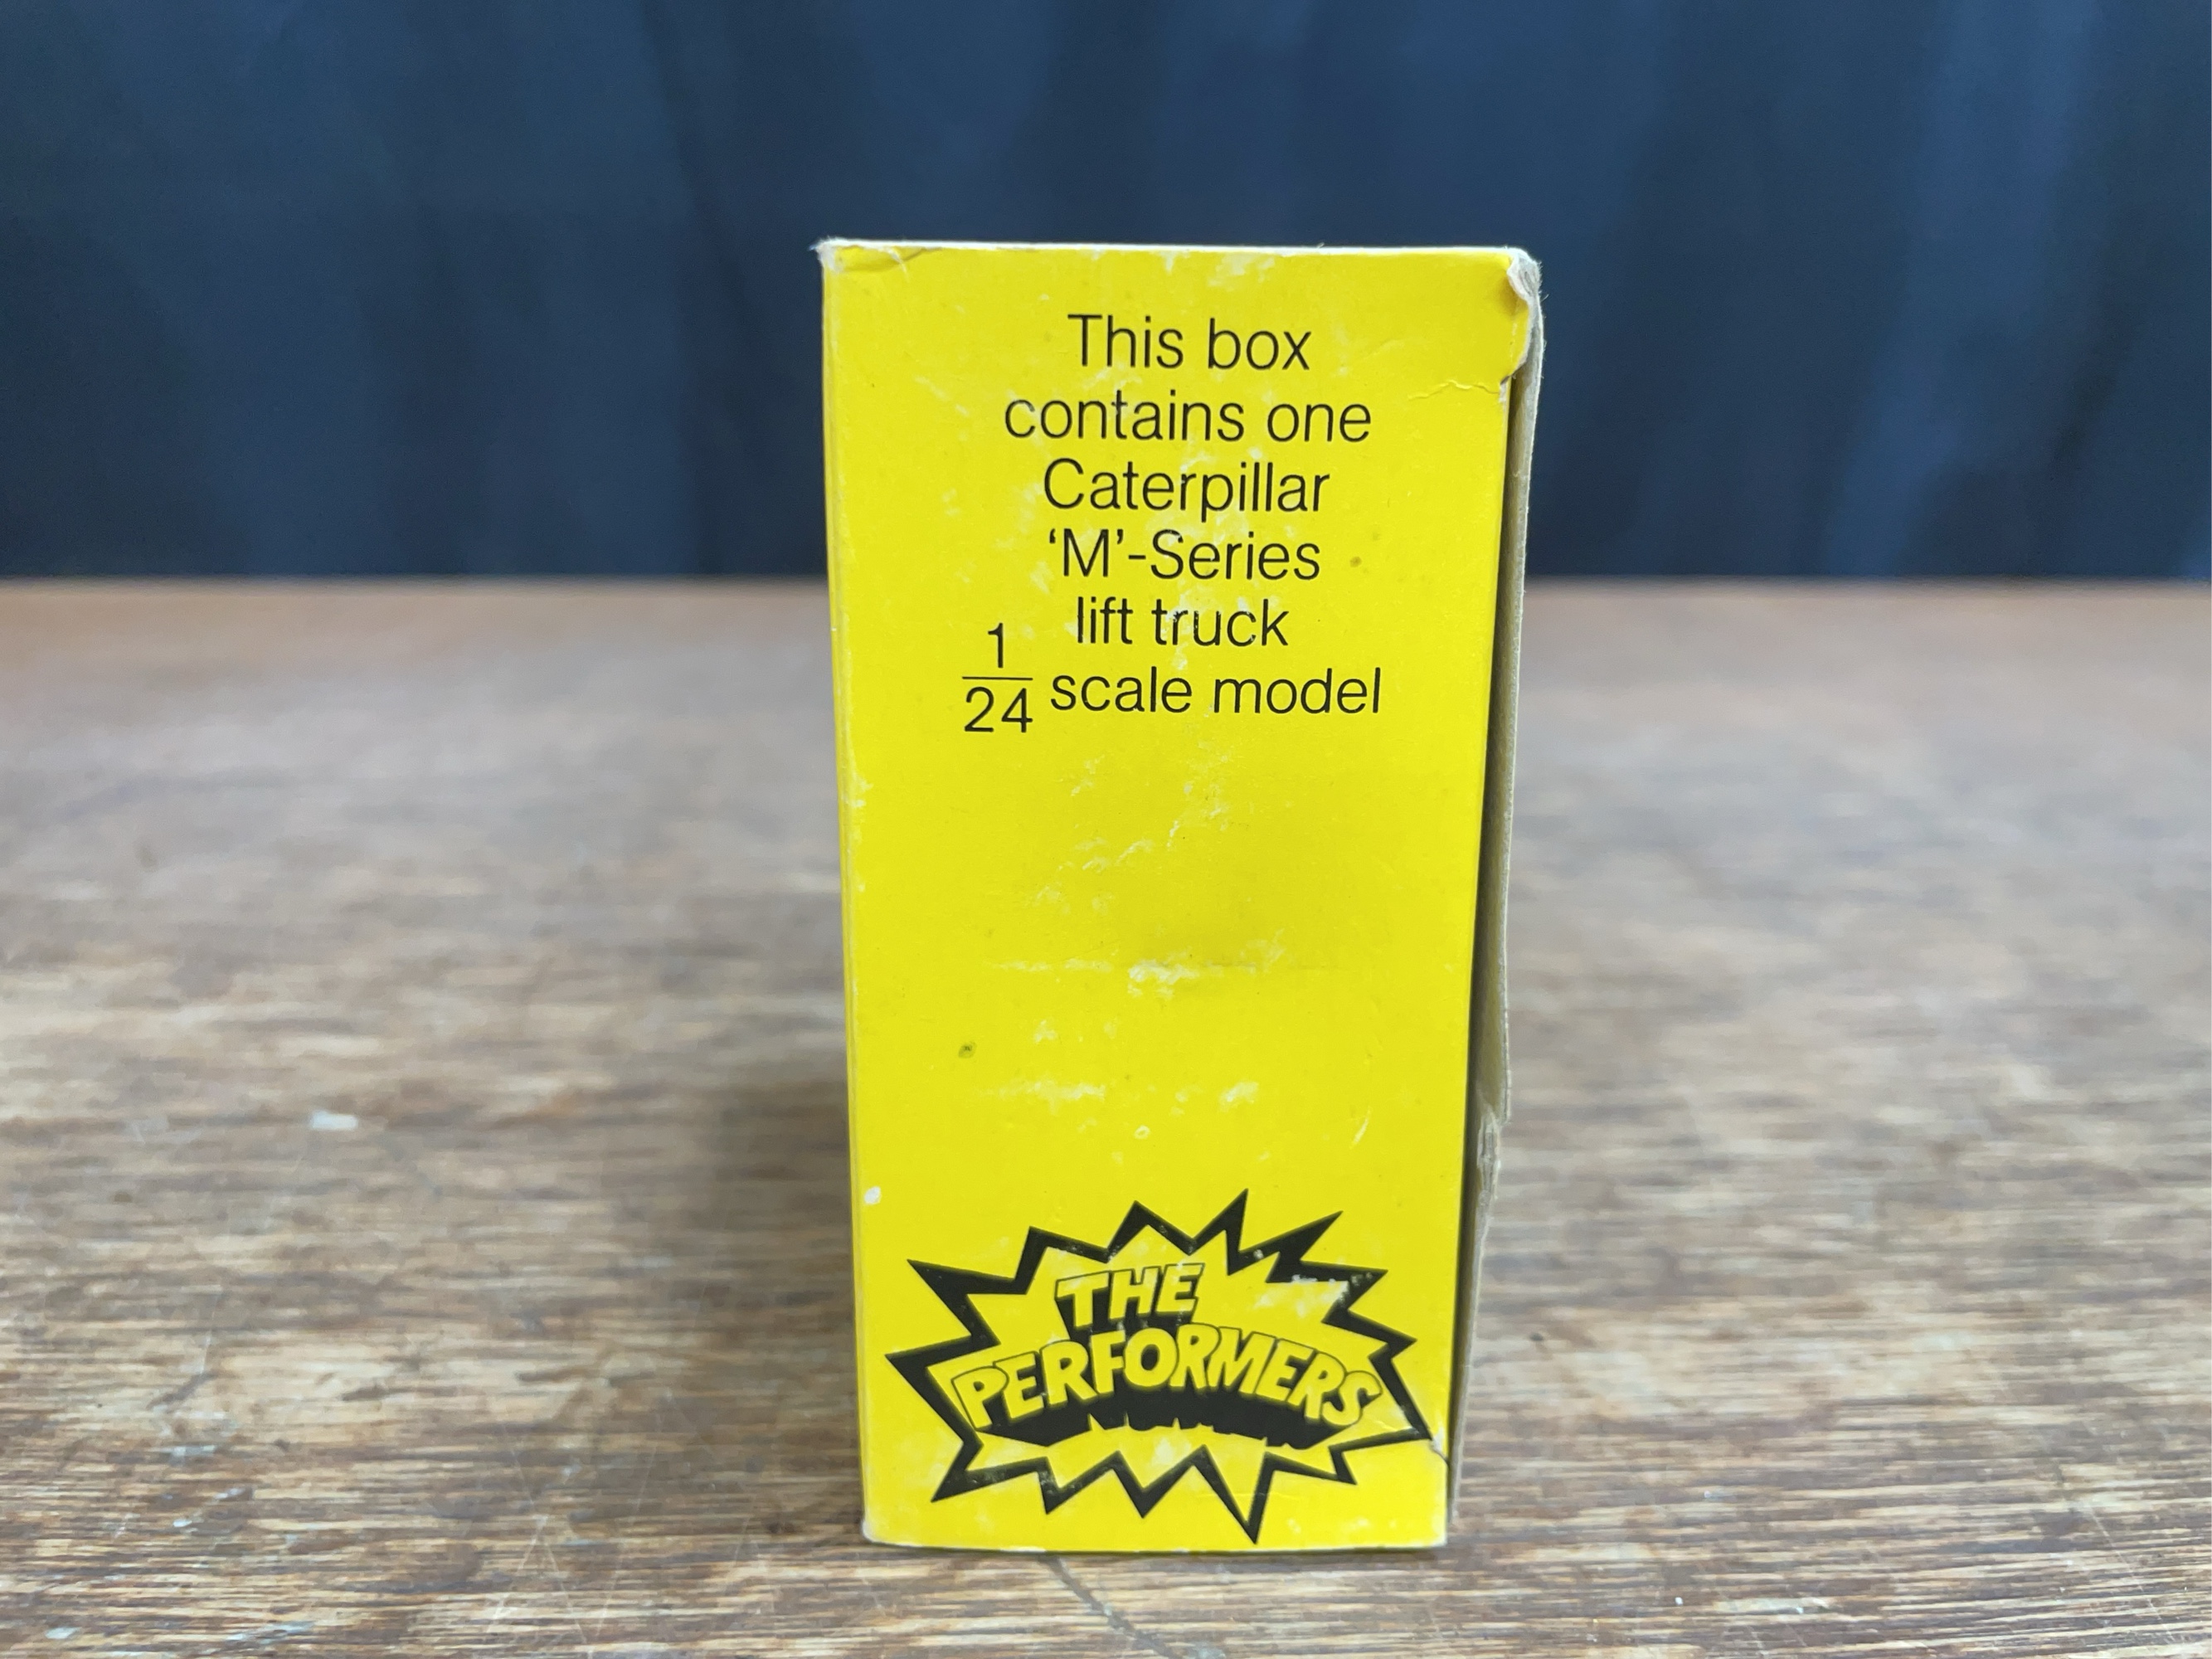 This box
contains one
Caterpillar
‘M’-Series
lift truck
1/24 scale model
THE
PERFORMERS